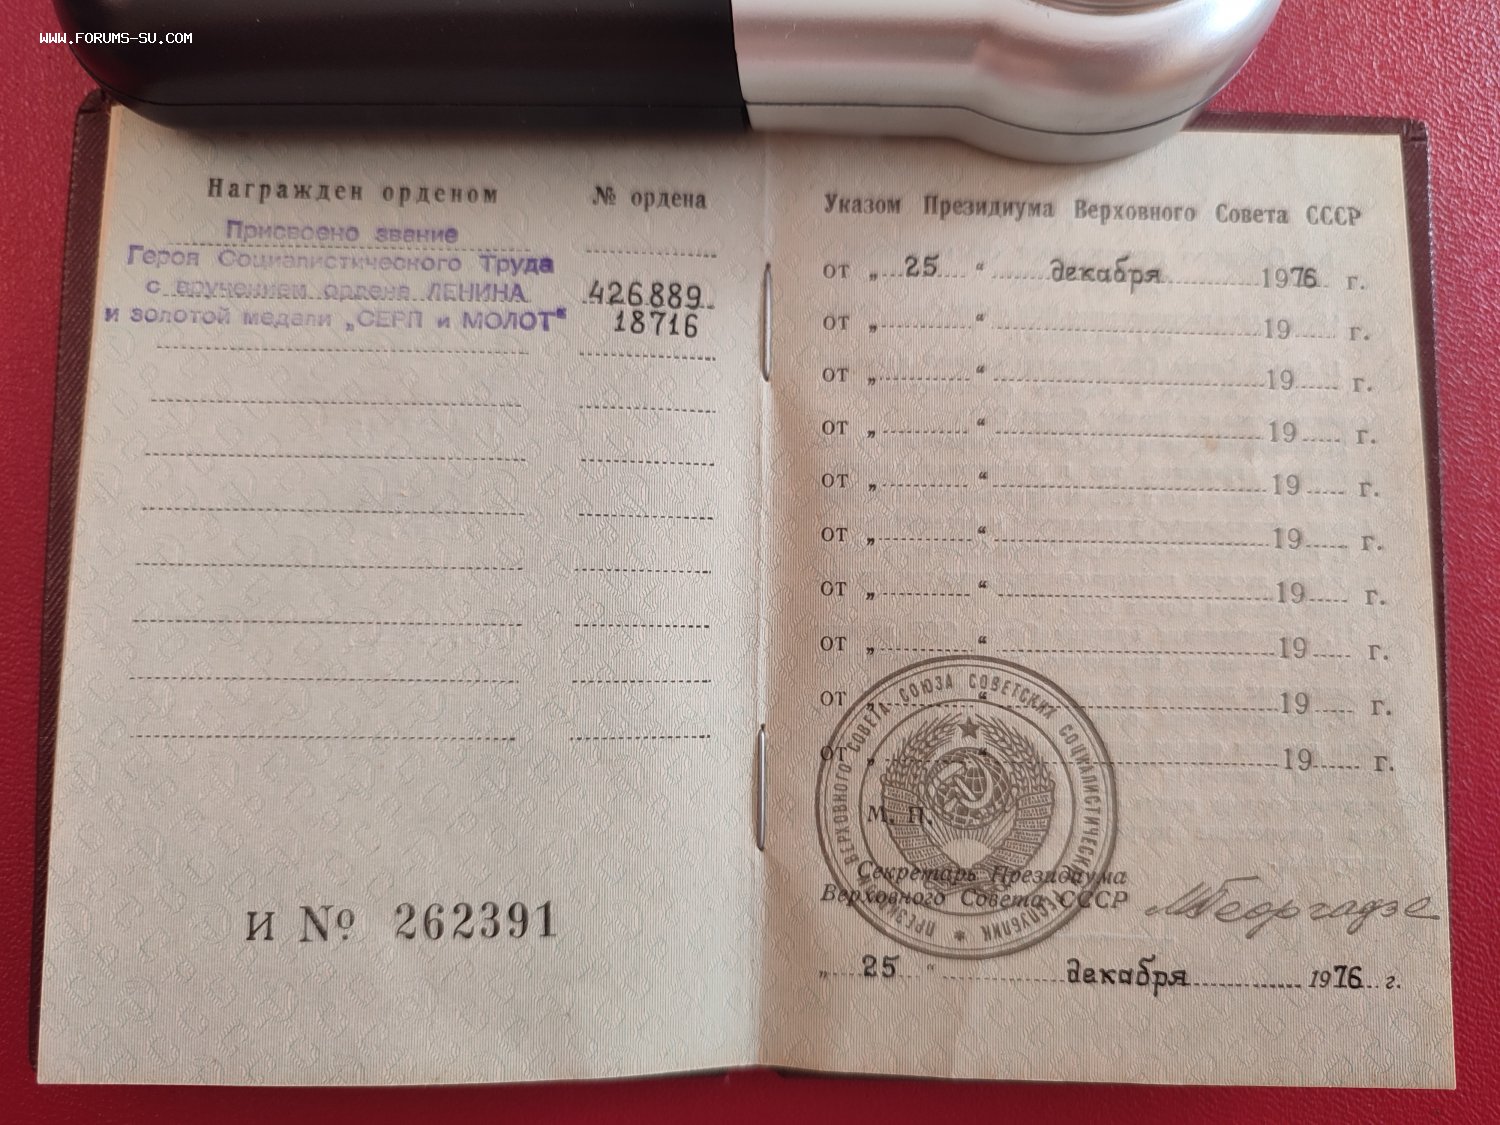 WWW.FORUMS-SU.COM
Награжден орденом № ордена
Присвоено звание
Героя Социалистического Труда
с вручением ордена ЛЕНИНА 426889
и золотой медали „СЕРП и МОЛОТ“ 18716
И № 262391
Указом Президиума Верховного Совета СССР
от „ 25 “ декабря 1976 г.
от „ “ 19 г.
от „ “ 19 г.
от „ “ 19 г.
от „ “ 19 г.
от „ “ 19 г.
от „ “ 19 г.
от „ “ 19 г.
от „ “ 19 г.
от „ “ 19 г.
М. П.
ПРЕЗИДИУМ ВЕРХОВНОГО СОВЕТА СОЮЗА СОВЕТСКИХ СОЦИАЛИСТИЧЕСКИХ РЕСПУБЛИК
Секретарь Президиума
Верховного Совета СССР МГеоргадзе
„ 25 “ декабря 1976 г.